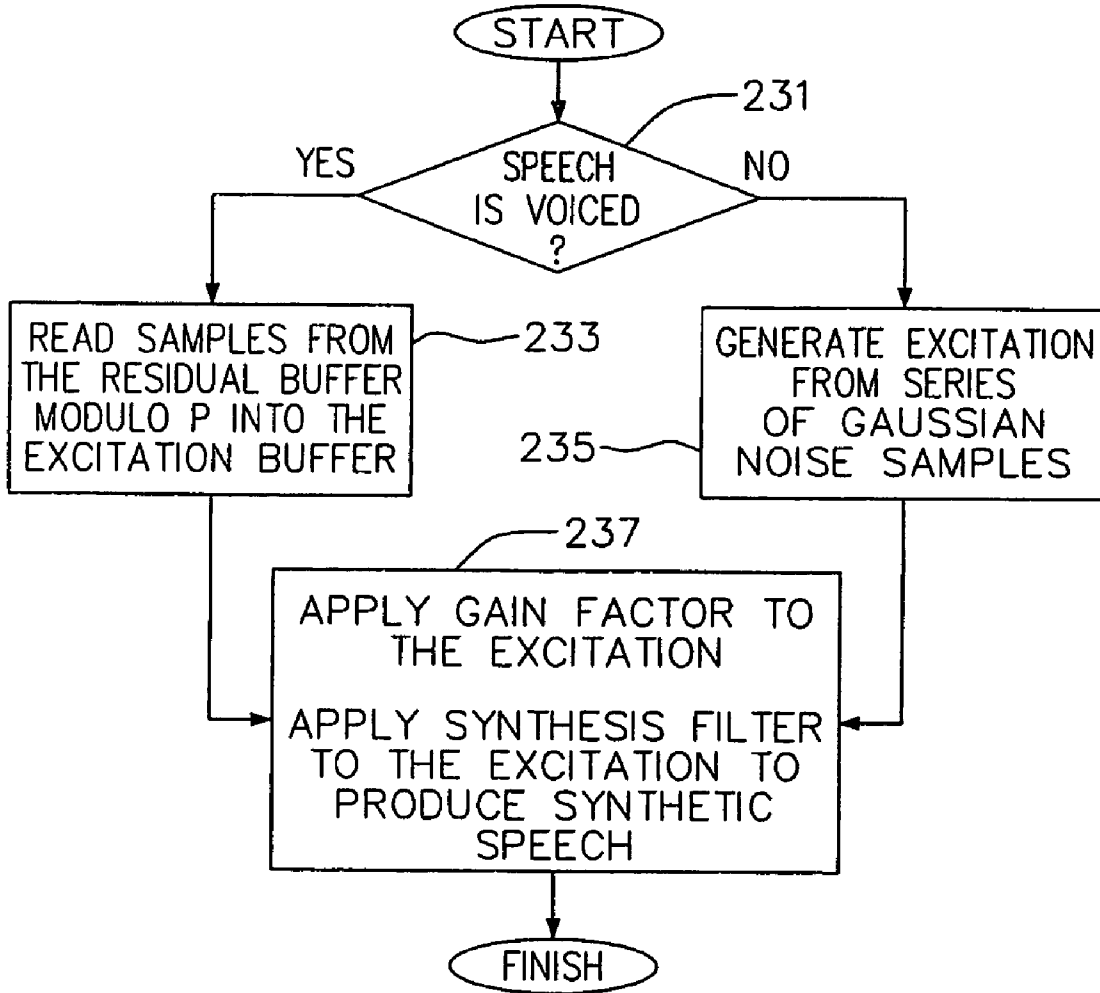 START
231
YES
SPEECH
IS VOICED
?
NO
READ SAMPLES FROM
THE RESIDUAL BUFFER
MODULO P INTO THE
EXCITATION BUFFER
233
GENERATE EXCITATION
FROM SERIES
OF GAUSSIAN
NOISE SAMPLES
235
237
APPLY GAIN FACTOR TO
THE EXCITATION
APPLY SYNTHESIS FILTER
TO THE EXCITATION TO
PRODUCE SYNTHETIC
SPEECH
FINISH